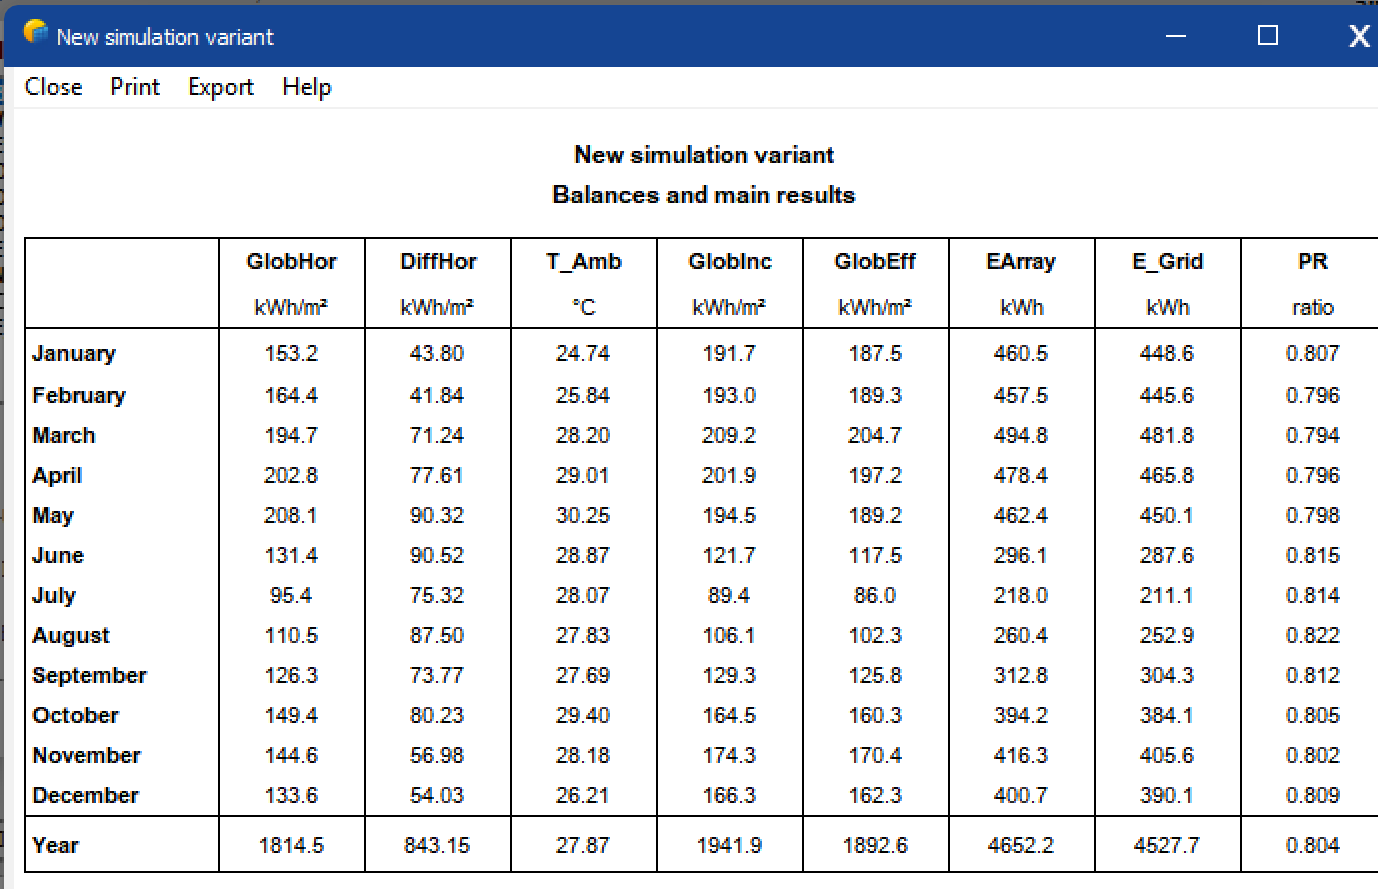 New simulation variant
Close Print Export Help
New simulation variant
Balances and main results
GlobHor DiffHor T_Amb GlobInc GlobEff EArray E_Grid PR
kWh/m² kWh/m² °C kWh/m² kWh/m² kWh kWh ratio
January 153.2 43.80 24.74 191.7 187.5 460.5 448.6 0.807
February 164.4 41.84 25.84 193.0 189.3 457.5 445.6 0.796
March 194.7 71.24 28.20 209.2 204.7 494.8 481.8 0.794
April 202.8 77.61 29.01 201.9 197.2 478.4 465.8 0.796
May 208.1 90.32 30.25 194.5 189.2 462.4 450.1 0.798
June 131.4 90.52 28.87 121.7 117.5 296.1 287.6 0.815
July 95.4 75.32 28.07 89.4 86.0 218.0 211.1 0.814
August 110.5 87.50 27.83 106.1 102.3 260.4 252.9 0.822
September 126.3 73.77 27.69 129.3 125.8 312.8 304.3 0.812
October 149.4 80.23 29.40 164.5 160.3 394.2 384.1 0.805
November 144.6 56.98 28.18 174.3 170.4 416.3 405.6 0.802
December 133.6 54.03 26.21 166.3 162.3 400.7 390.1 0.809
Year 1814.5 843.15 27.87 1941.9 1892.6 4652.2 4527.7 0.804